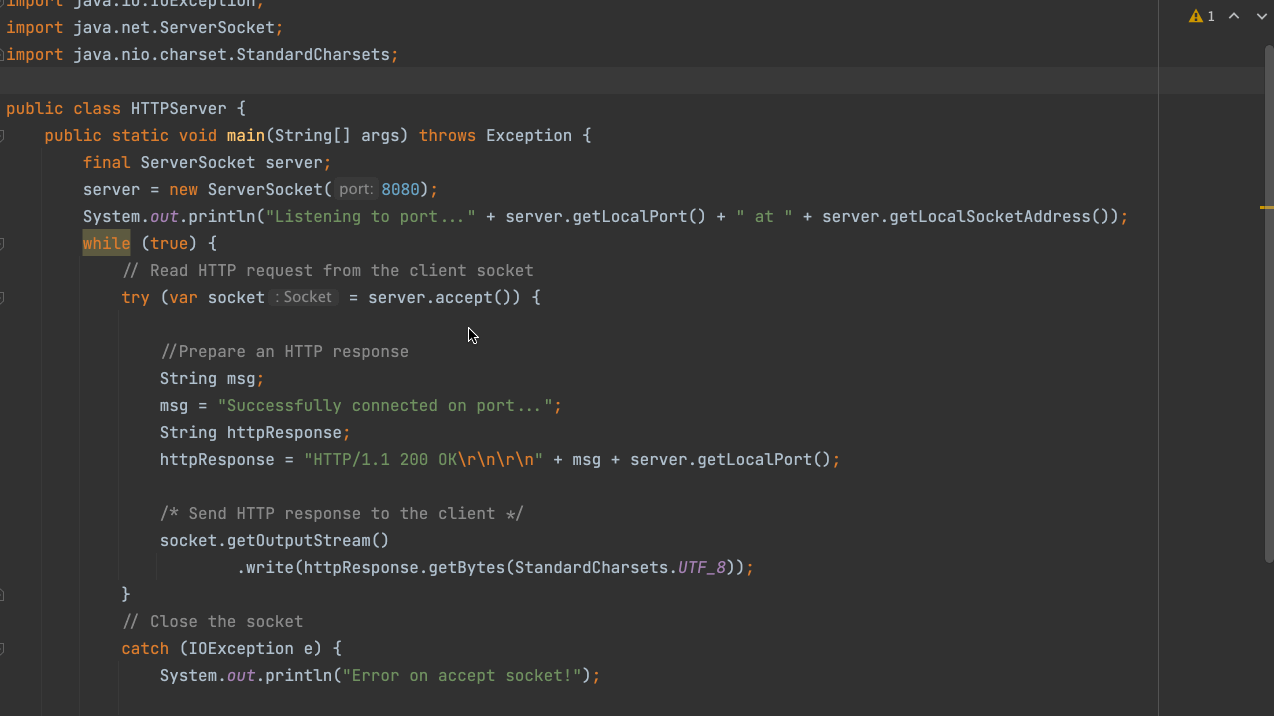 import java.io.IOException;
import java.net.ServerSocket;
import java.nio.charset.StandardCharsets;
1
public class HTTPServer {
public static void main(String[] args) throws Exception {
final ServerSocket server;
server = new ServerSocket( port: 8080);
System.out.println("Listening to port..." + server.getLocalPort() + " at " + server.getLocalSocketAddress());
while (true) {
// Read HTTP request from the client socket
try (var socket : Socket = server.accept()) {
//Prepare an HTTP response
String msg;
msg = "Successfully connected on port...";
String httpResponse;
httpResponse = "HTTP/1.1 200 OK\r\n\r\n" + msg + server.getLocalPort();
/* Send HTTP response to the client */
socket.getOutputStream()
.write(httpResponse.getBytes(StandardCharsets.UTF_8));
}
// Close the socket
catch (IOException e) {
System.out.println("Error on accept socket!");